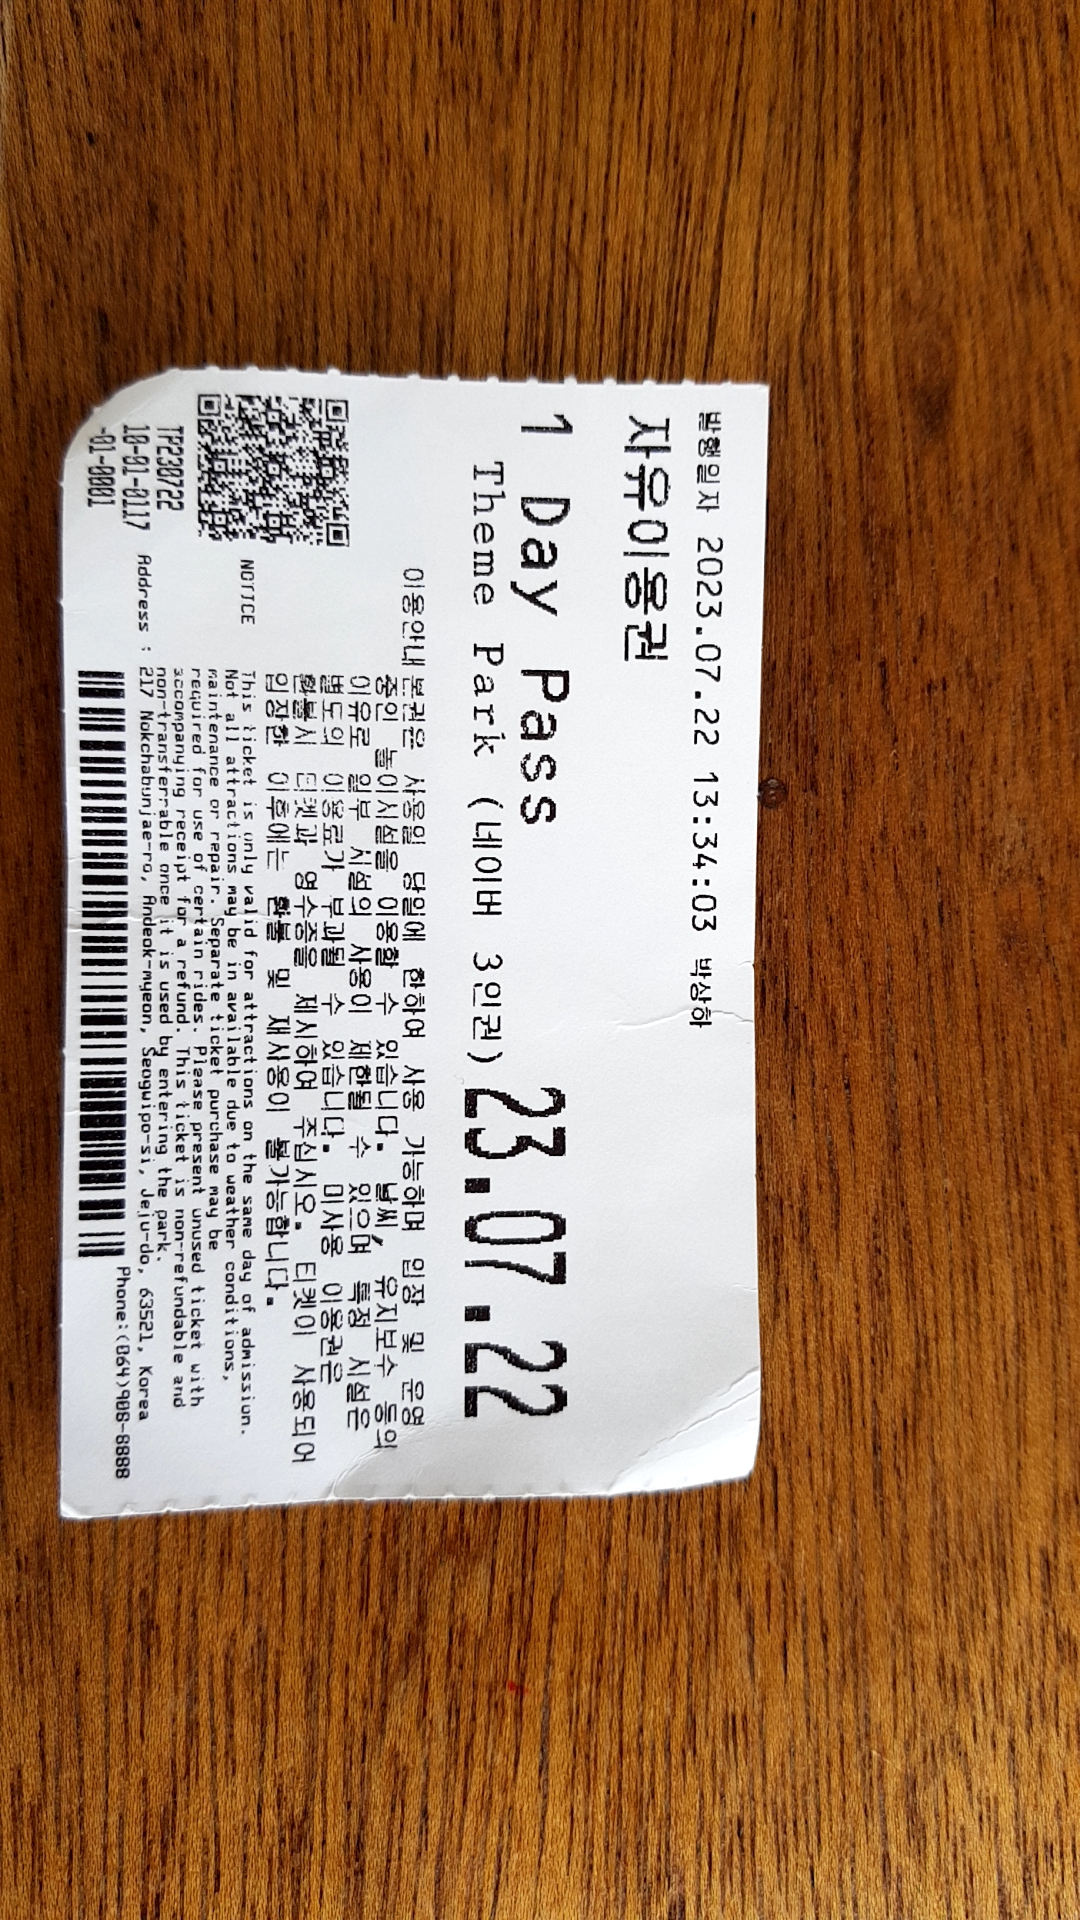 발행일자 2023.07.22 13:34:03 박상하
자유이용권
1 Day Pass
Theme Park (네이버 3인권) 23.07.22
이용안내 본권은 사용일 당일에 한하여 사용 가능하며 입장 및 운영
중인 놀이시설을 이용할 수 있습니다. 날씨, 유지보수 등의
이유로 일부 시설의 사용이 제한될 수 있으며 특정 시설은
별도의 이용료가 부과될 수 있습니다. 미사용 이용권은
환불시 티켓과 영수증을 제시하여 주십시오. 티켓이 사용되어
입장한 이후에는 환불 및 재사용이 불가능합니다.
NOTICE This ticket is only valid for attractions on the same day of admission.
Not all attractions may be in available due to weather conditions,
maintenance or repair. Separate ticket purchase may be
required for use of certain rides. Please present unused ticket with
accompanying receipt for a refund. This ticket is non-refundable and
non-transferrable once it is used by entering the park.
Address : 217 Nokchabunjae-ro, Andeok-myeon, Seogwipo-si, Jeju-do, 63521, Korea
Phone:(064)908-8888
TP230722
10-01-0117
-01-0001